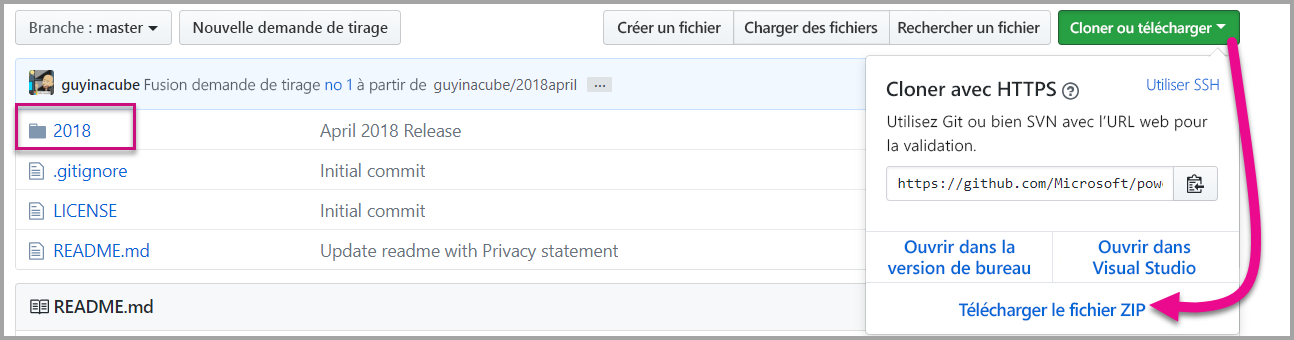 Branche : master
Nouvelle demande de tirage
Créer un fichier
Charger des fichiers
Rechercher un fichier
Cloner ou télécharger
guyinacube Fusion demande de tirage no 1 à partir de guyinacube/2018april ...
2018 April 2018 Release
.gitignore Initial commit
LICENSE Initial commit
README.md Update readme with Privacy statement
README.md
Cloner avec HTTPS ?
Utiliser SSH
Utilisez Git ou bien SVN avec l’URL web pour
la validation.
https://github.com/Microsoft/pow
Ouvrir dans la
version de bureau
Ouvrir dans
Visual Studio
Télécharger le fichier ZIP